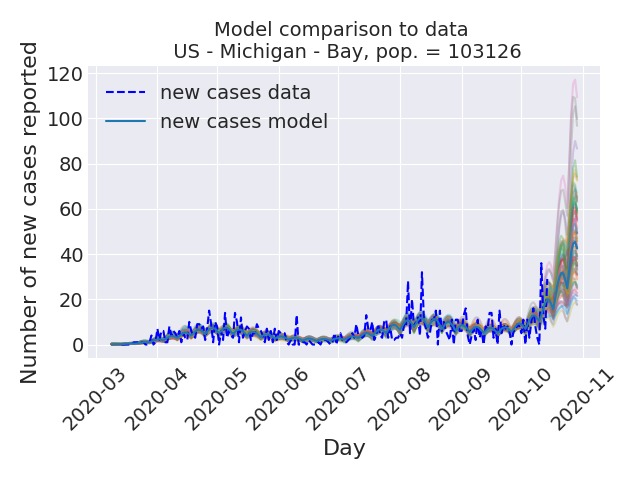 Model comparison to data
US - Michigan - Bay, pop. = 103126
Number of new cases reported
120
100
80
60
40
20
0
new cases data
new cases model
2020-03
2020-04
2020-05
2020-06
2020-07
2020-08
2020-09
2020-10
2020-11
Day